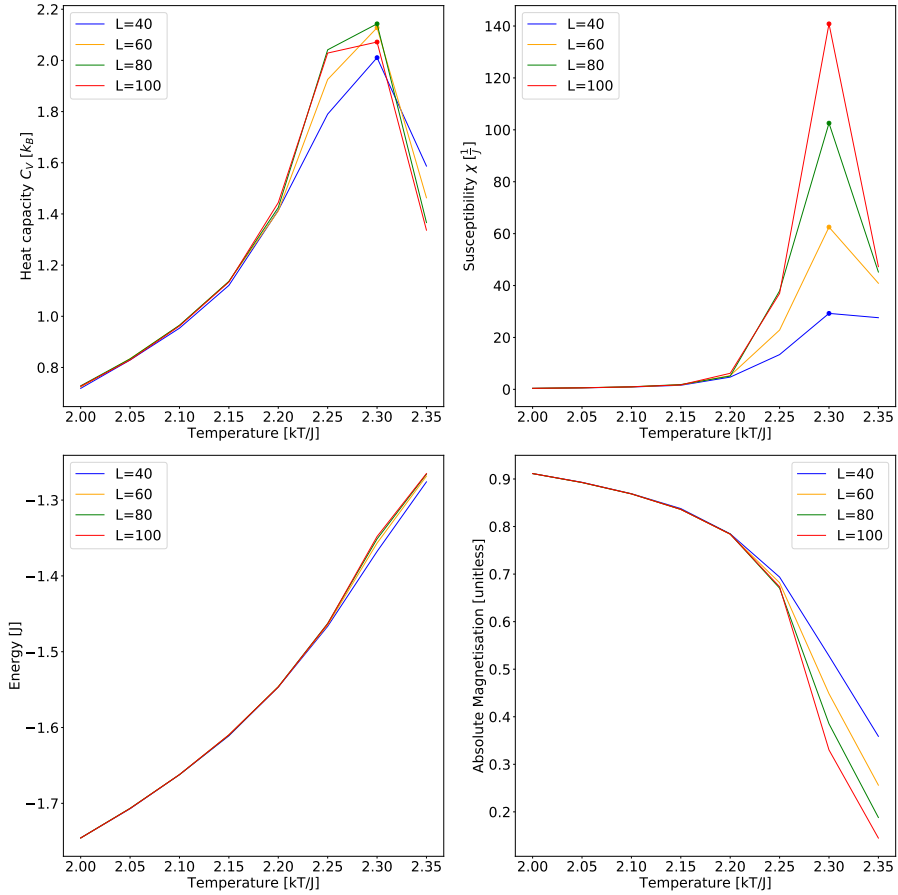 Heat capacity C_v [k_B]
2.2
2.0
1.8
1.6
1.4
1.2
1.0
0.8
L=40
L=60
L=80
L=100
2.00 2.05 2.10 2.15 2.20 2.25 2.30 2.35
Temperature [kT/J]
Susceptibility χ [1/J]
140
120
100
80
60
40
20
0
L=40
L=60
L=80
L=100
2.00 2.05 2.10 2.15 2.20 2.25 2.30 2.35
Temperature [kT/J]
Energy [J]
−1.3
−1.4
−1.5
−1.6
−1.7
L=40
L=60
L=80
L=100
2.00 2.05 2.10 2.15 2.20 2.25 2.30 2.35
Temperature [kT/J]
Absolute Magnetisation [unitless]
0.9
0.8
0.7
0.6
0.5
0.4
0.3
0.2
L=40
L=60
L=80
L=100
2.00 2.05 2.10 2.15 2.20 2.25 2.30 2.35
Temperature [kT/J]